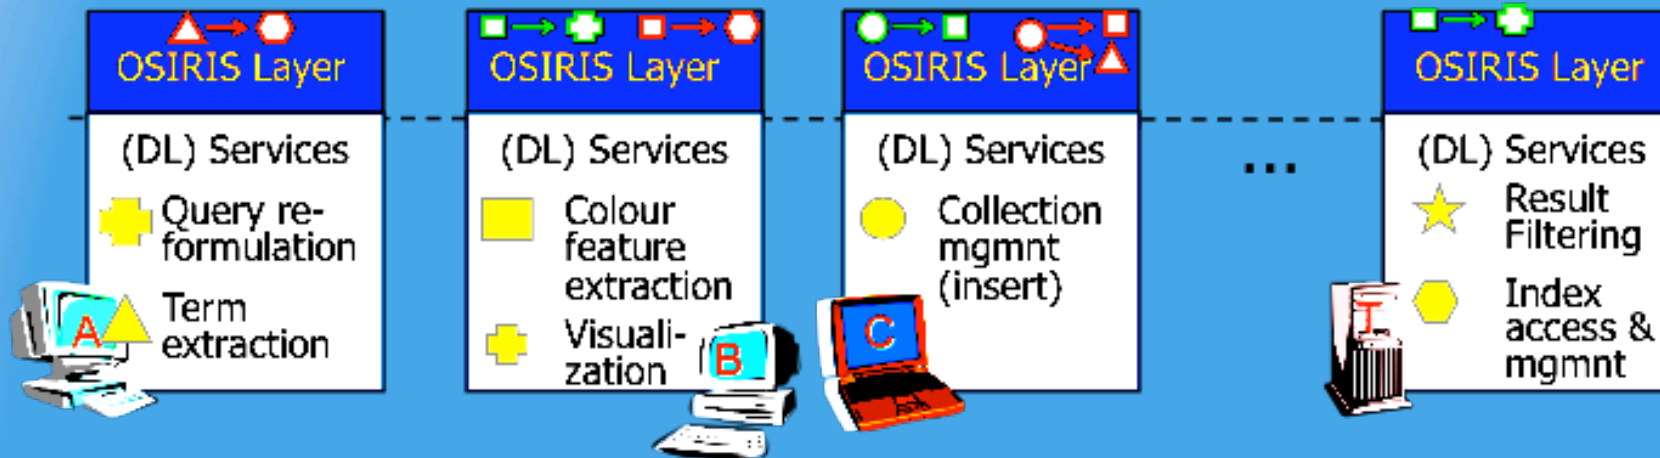 OSIRIS Layer
(DL) Services
Query re-
formulation
Term
extraction
A
OSIRIS Layer
(DL) Services
Colour
feature
extraction
Visuali-
zation
B
OSIRIS Layer
(DL) Services
Collection
mgmnt
(insert)
C
...
OSIRIS Layer
(DL) Services
Result
Filtering
Index
access &
mgmnt
I